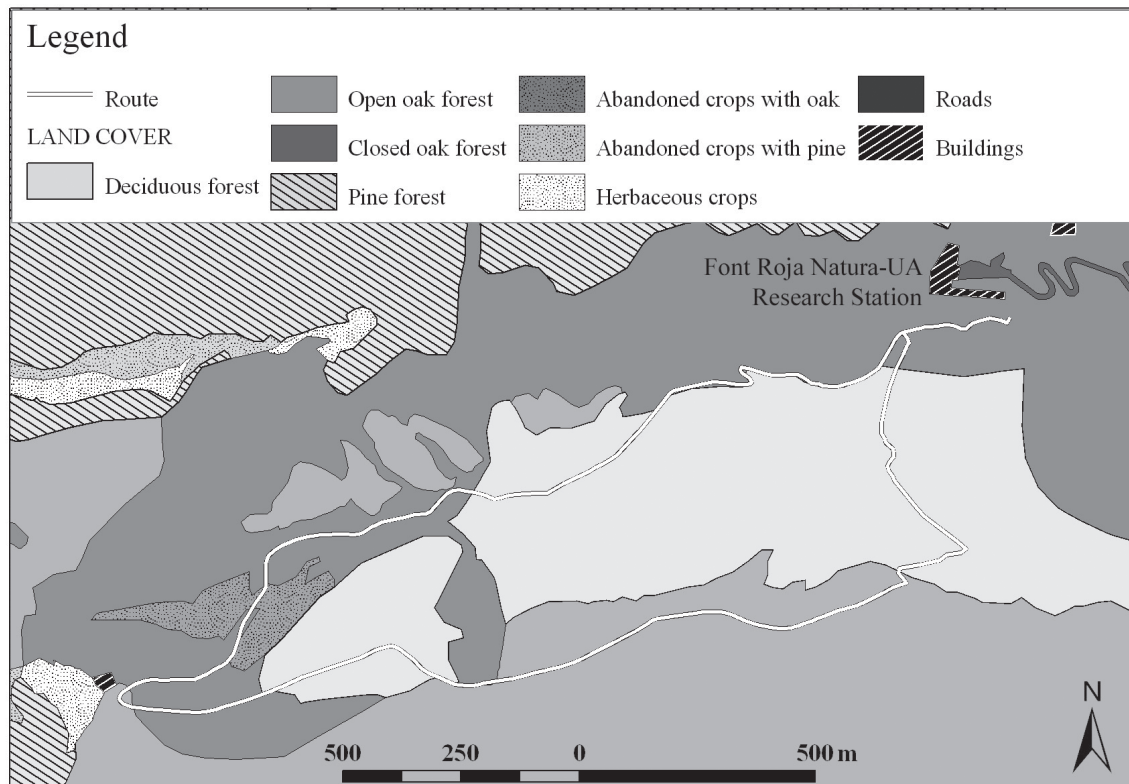 Legend
Route
LAND COVER
Deciduous forest
Open oak forest
Closed oak forest
Pine forest
Abandoned crops with oak
Abandoned crops with pine
Herbaceous crops
Roads
Buildings
Font Roja Natura-UA
Research Station
N
500 250 0 500 m